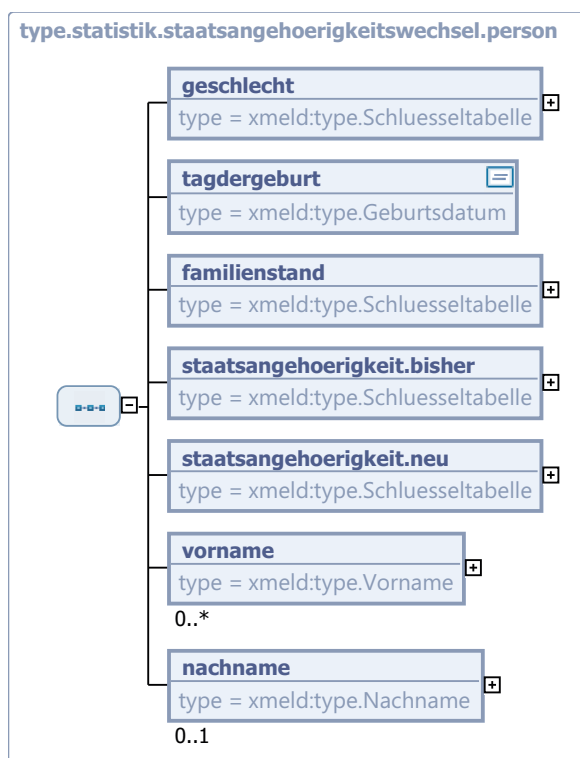 type.statistik.staatsangehoerigkeitswechsel.person
geschlecht
type = xmeld:type.Schluesseltabelle
tagdergeburt
type = xmeld:type.Geburtsdatum
familienstand
type = xmeld:type.Schluesseltabelle
staatsangehoerigkeit.bisher
type = xmeld:type.Schluesseltabelle
staatsangehoerigkeit.neu
type = xmeld:type.Schluesseltabelle
vorname
type = xmeld:type.Vorname
0..*
nachname
type = xmeld:type.Nachname
0..1